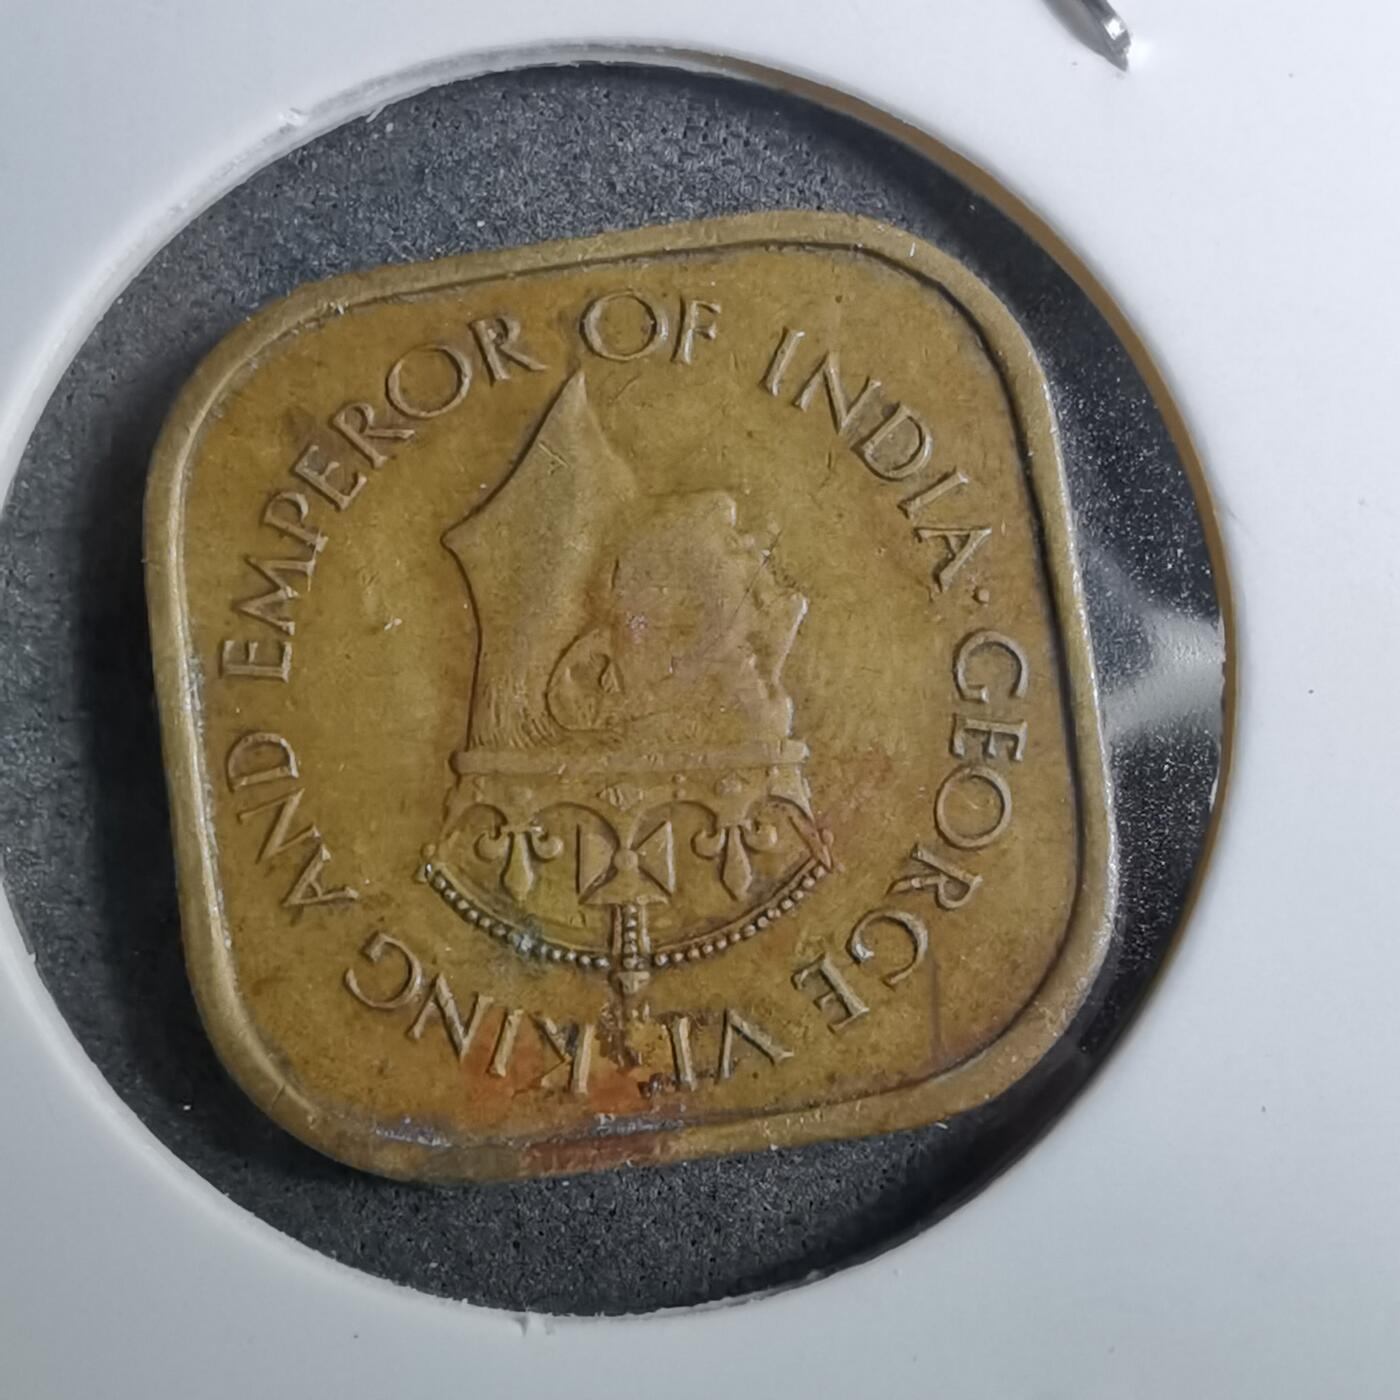 GEORGE VI KING AND EMPEROR OF INDIA ·